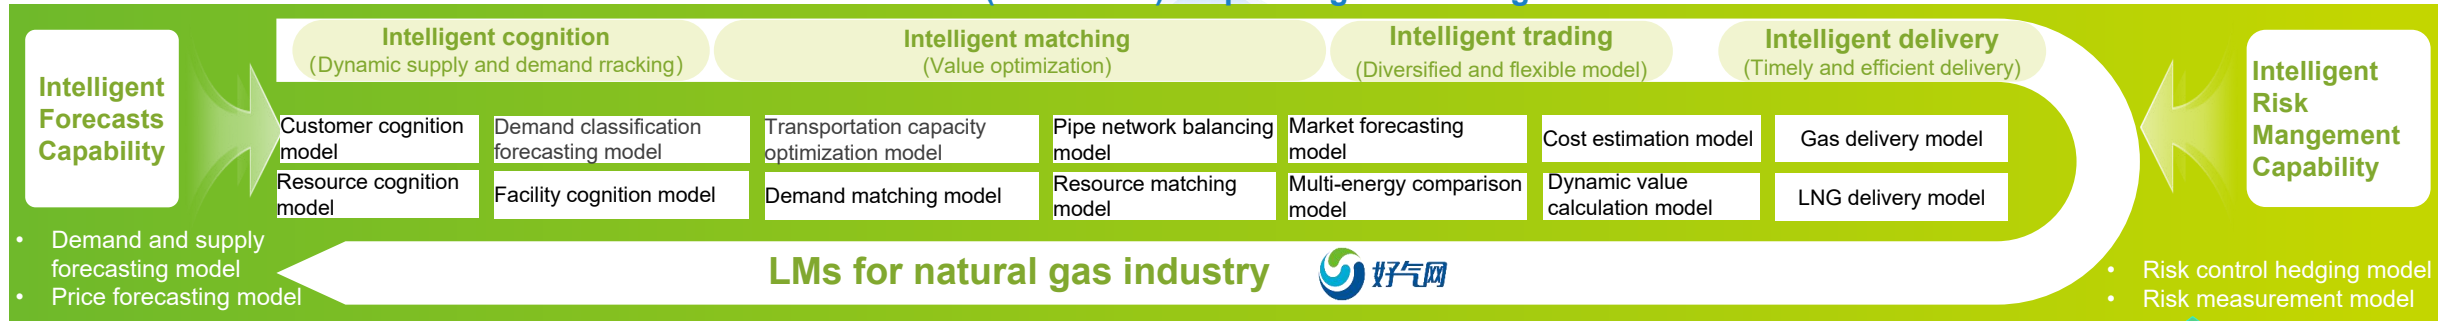 Intelligent
Forecasts
Capability
• Demand and supply
forecasting model
• Price forecasting model
Intelligent cognition
(Dynamic supply and demand rracking)
Intelligent matching
(Value optimization)
Intelligent trading
(Diversified and flexible model)
Intelligent delivery
(Timely and efficient delivery)
Customer cognition
model
Demand classification
forecasting model
Transportation capacity
optimization model
Pipe network balancing
model
Market forecasting
model
Cost estimation model
Gas delivery model
Resource cognition
model
Facility cognition model
Demand matching model
Resource matching
model
Multi-energy comparison
model
Dynamic value
calculation model
LNG delivery model
LMs for natural gas industry
好气网
Intelligent
Risk
Mangement
Capability
• Risk control hedging model
• Risk measurement model